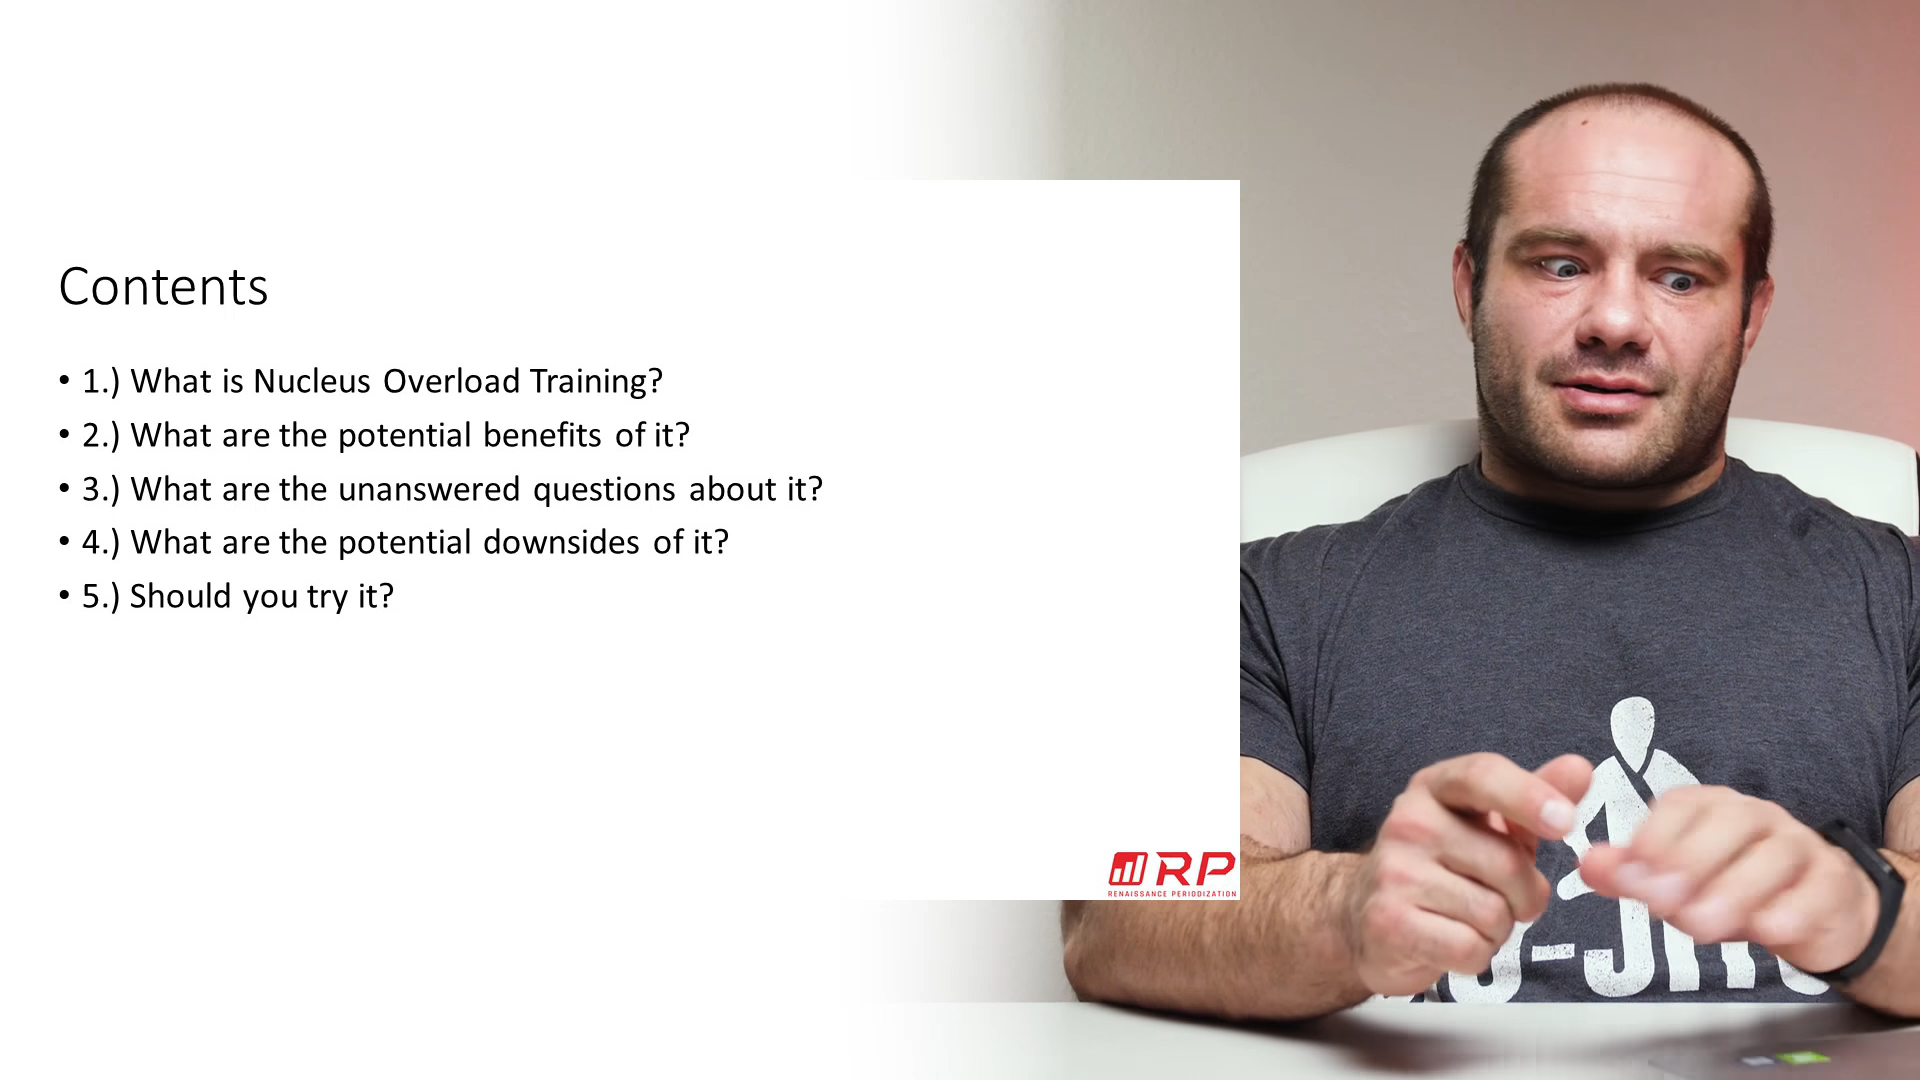 Contents
• 1.) What is Nucleus Overload Training?
• 2.) What are the potential benefits of it?
• 3.) What are the unanswered questions about it?
• 4.) What are the potential downsides of it?
• 5.) Should you try it?
RP
RENAISSANCE PERIODIZATION